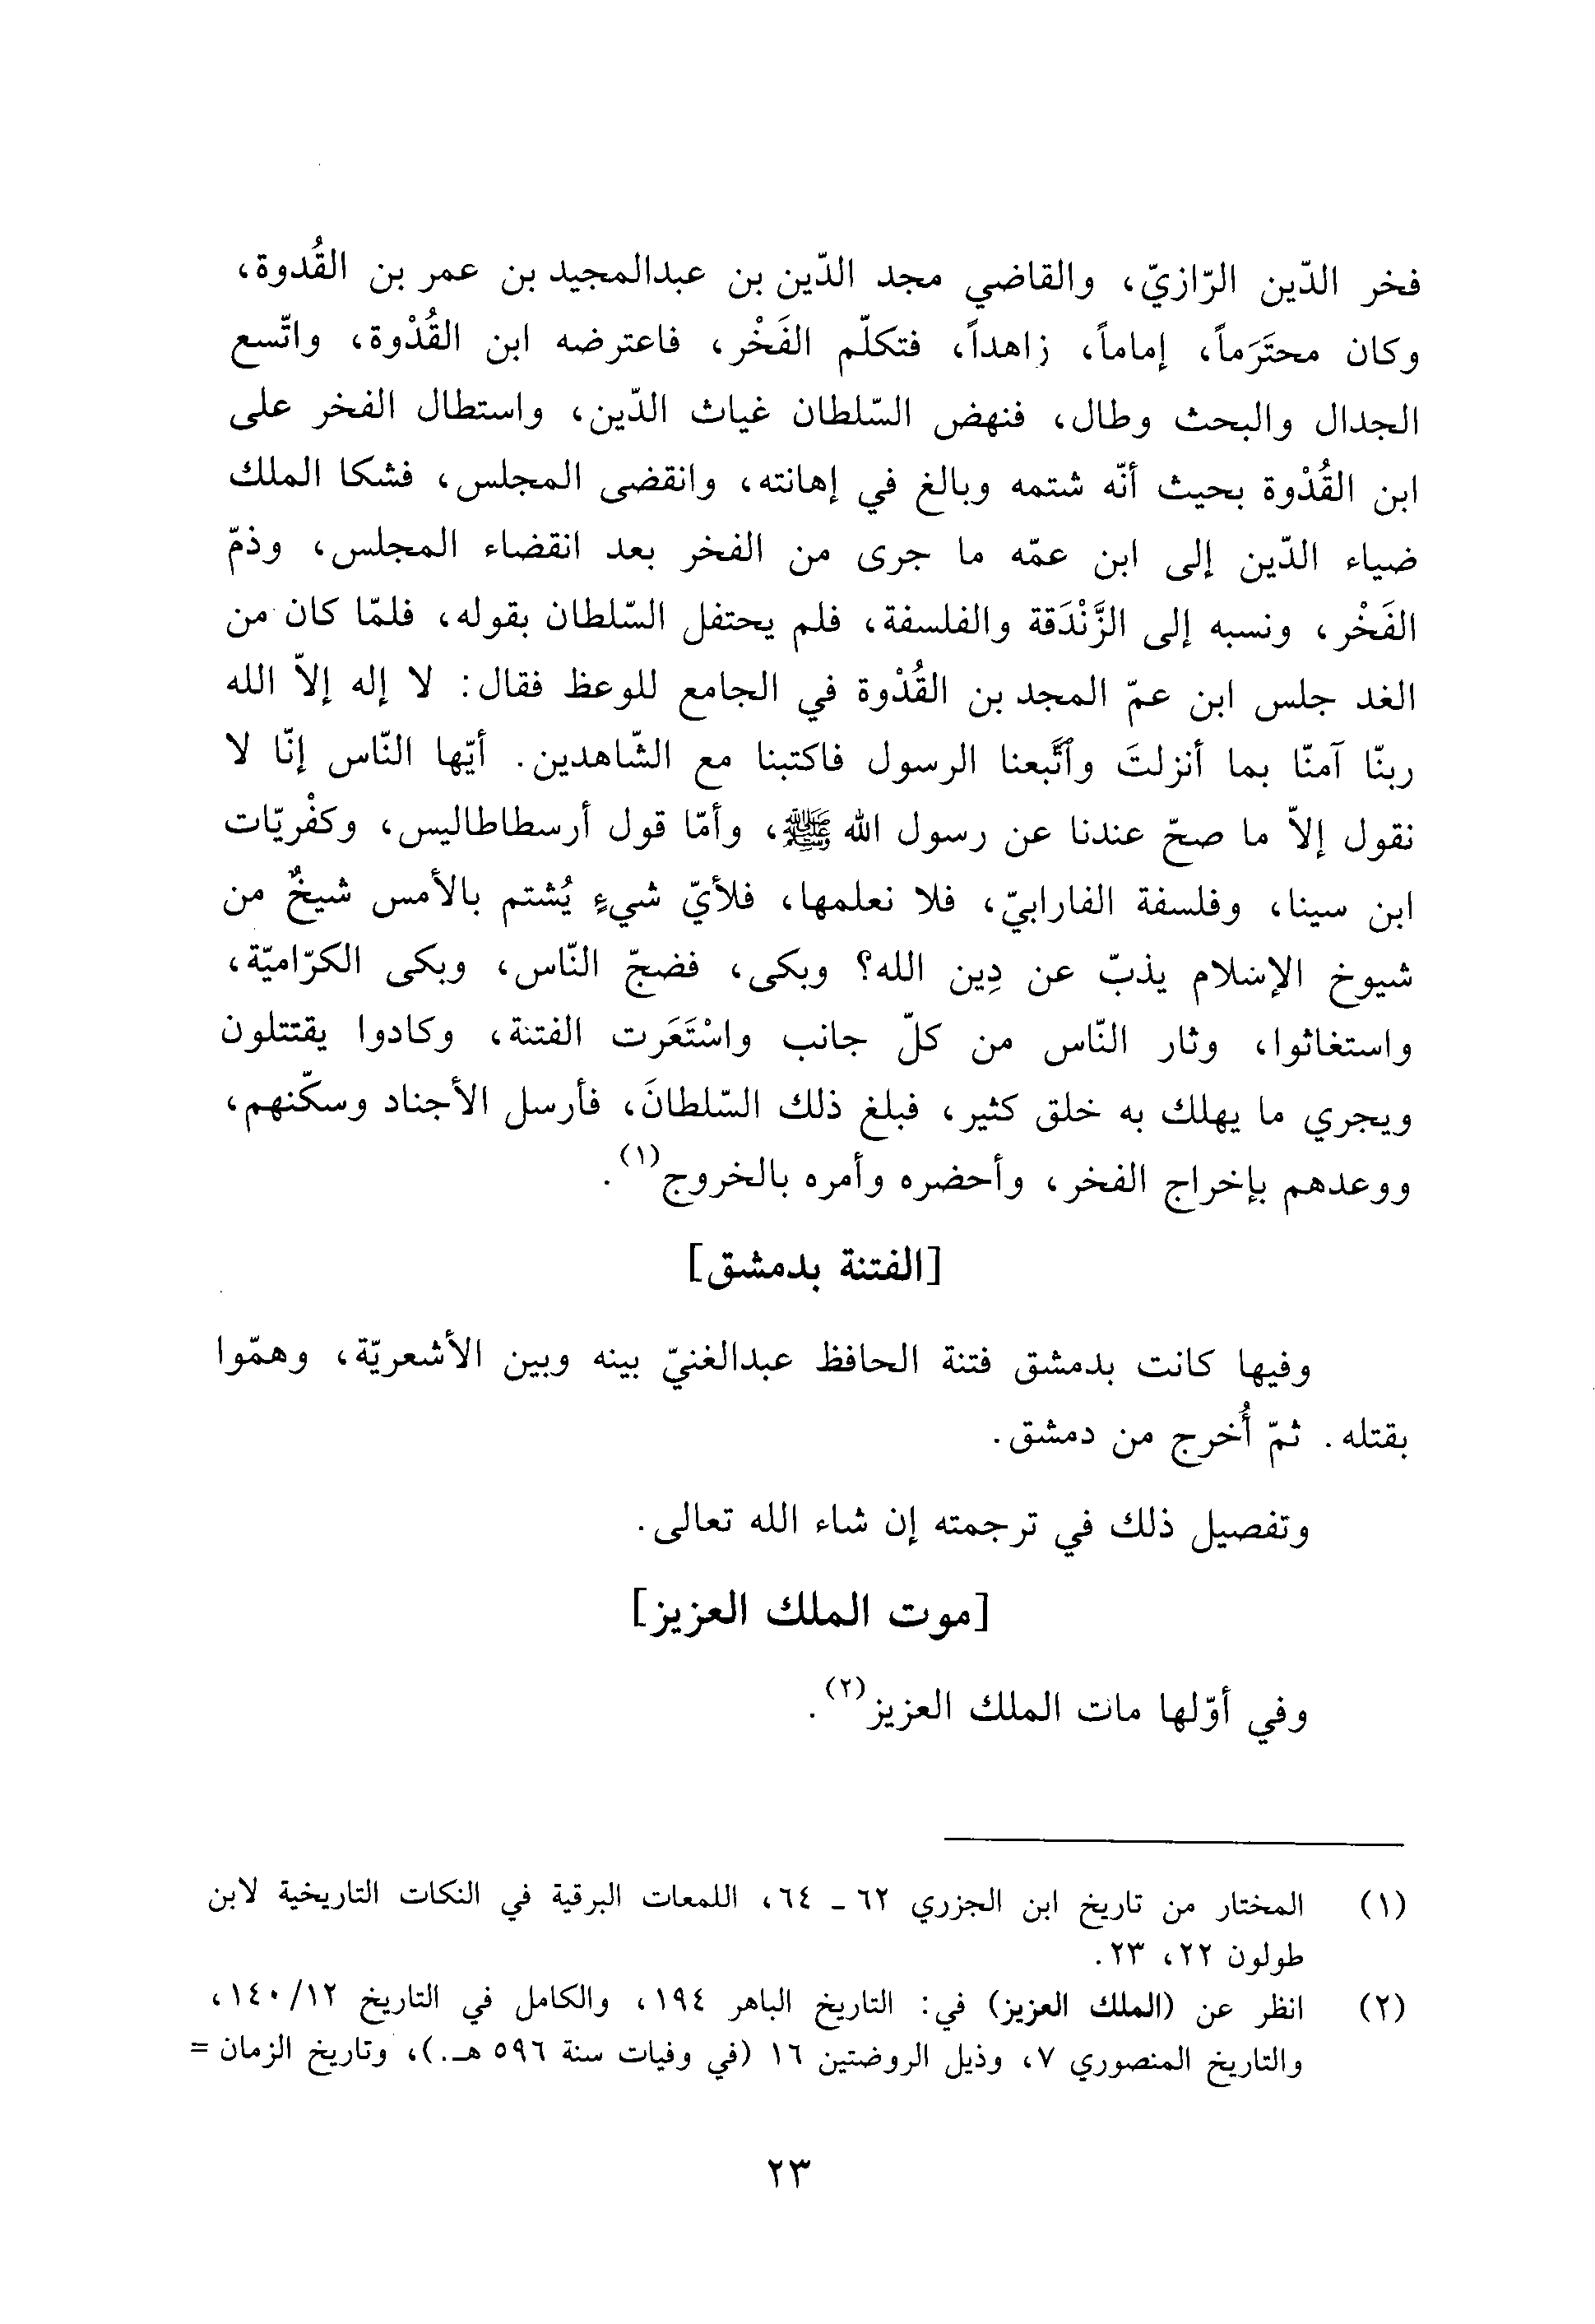 فخر الدّين الرّازيّ، والقاضي مجد الدّين بن عبدالمجيد بن عمر بن القُدوة،
وكان محتَرَماً، إماماً، زاهداً، فتكلّم الفَخْر، فاعترضه ابن القُدْوة، واتّسع
الجدال والبحث وطال، فنهض السّلطان غياث الدّين، واستطال الفخر على
ابن القُدْوة بحيث أنّه شتمه وبالغ في إهانته، وانقضى المجلس، فشكا الملك
ضياء الدّين إلى ابن عمّه ما جرى من الفخر بعد انقضاء المجلس، وذمّ
الفَخْر، ونسبه إلى الزَّنْدَقة والفلسفة، فلم يحتفل السّلطان بقوله، فلمّا كان من
الغد جلس ابن عمّ المجد بن القُدْوة في الجامع للوعظ فقال: لا إله إلاّ الله
ربنّا آمنّا بما أنزلتَ وٱتَّبعنا الرسول فاكتبنا مع الشّاهدين. أيّها النّاس إنّا لا
نقول إلاّ ما صحّ عندنا عن رسول الله ﷺ، وأمّا قول أرسطاطاليس، وكفْريّات
ابن سينا، وفلسفة الفارابيّ، فلا نعلمها، فلأيّ شيءٍ يُشتم بالأمس شيخٌ من
شيوخ الإسْلام يذبّ عن دِين الله؟ وبكى، فضجّ النّاس، وبكى الكرّاميّة،
واستغاثوا، وثار النّاس من كلّ جانب واسْتَعَرت الفتنة، وكادوا يقتتلون
ويجري ما يهلك به خلق كثير، فبلغ ذلك السّلطانَ، فأرسل الأجناد وسكّنهم،
ووعدهم بإخراج الفخر، وأحضره وأمره بالخروج(١).
[الفتنة بدمشق]
وفيها كانت بدمشق فتنة الحافظ عبدالغنيّ بينه وبين الأشعريّة، وهمّوا
بقتله. ثمّ أُخرج من دمشق.
وتفصيل ذلك في ترجمته إن شاء الله تعالى.
[موت الملك العزيز]
وفي أوّلها مات الملك العزيز(٢).
(١) المختار من تاريخ ابن الجزري ٦٢ ـ ٦٤، اللمعات البرقية في النكات التاريخية لابن
طولون ٢٢، ٢٣.
(٢) انظر عن (الملك العزيز) في: التاريخ الباهر ١٩٤، والكامل في التاريخ ١٤٠/١٢،
والتاريخ المنصوري ٧، وذيل الروضتين ١٦ (في وفيات سنة ٥٩٦ هـ.)، وتاريخ الزمان =
٢٣